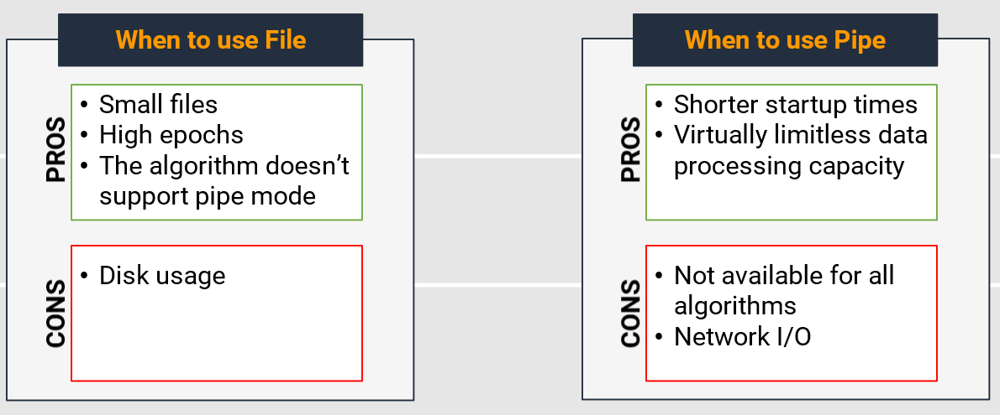 When to use File
PROS
• Small files
• High epochs
• The algorithm doesn’t
support pipe mode
CONS
• Disk usage
When to use Pipe
PROS
• Shorter startup times
• Virtually limitless data
processing capacity
CONS
• Not available for all
algorithms
• Network I/O